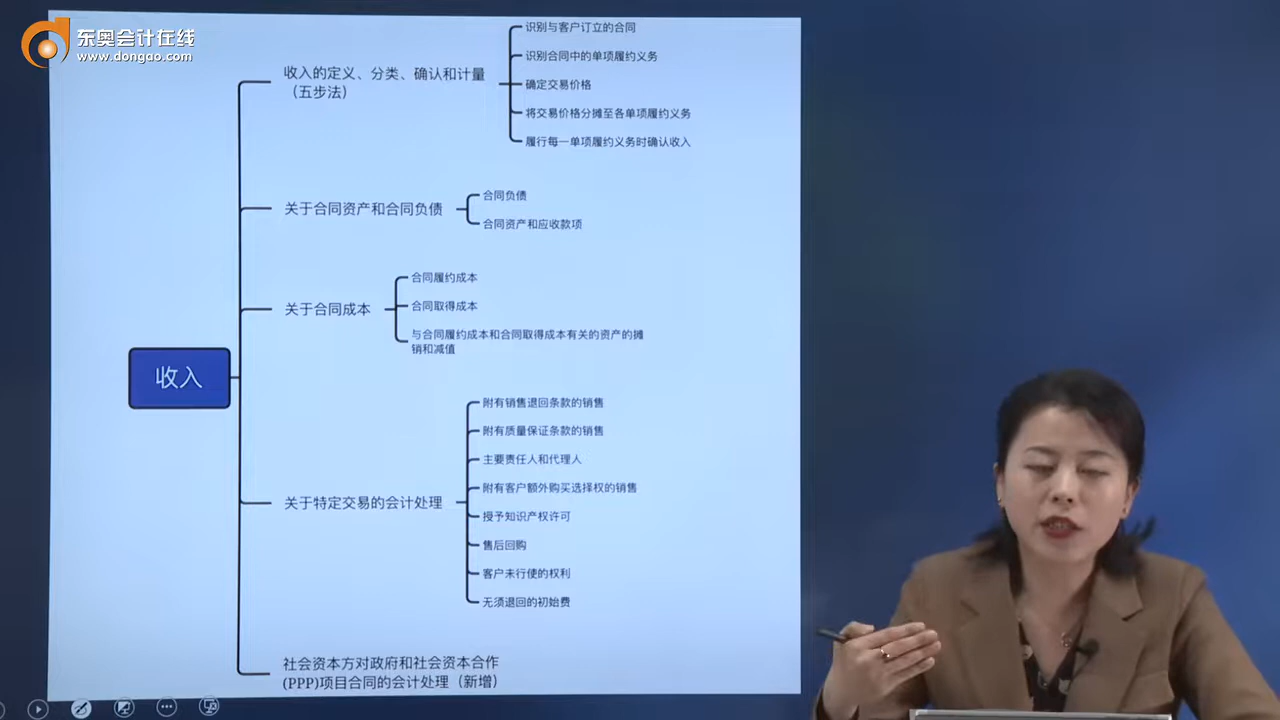 东奥会计在线
www.dongao.com
收入
收入的定义、分类、确认和计量
（五步法）
识别与客户订立的合同
识别合同中的单项履约义务
确定交易价格
将交易价格分摊至各单项履约义务
履行每一单项履约义务时确认收入
关于合同资产和合同负债
合同负债
合同资产和应收款项
关于合同成本
合同履约成本
合同取得成本
与合同履约成本和合同取得成本有关的资产的摊
销和减值
关于特定交易的会计处理
附有销售退回条款的销售
附有质量保证条款的销售
主要责任人和代理人
附有客户额外购买选择权的销售
授予知识产权许可
售后回购
客户未行使的权利
无须退回的初始费
社会资本方对政府和社会资本合作
(PPP)项目合同的会计处理（新增）